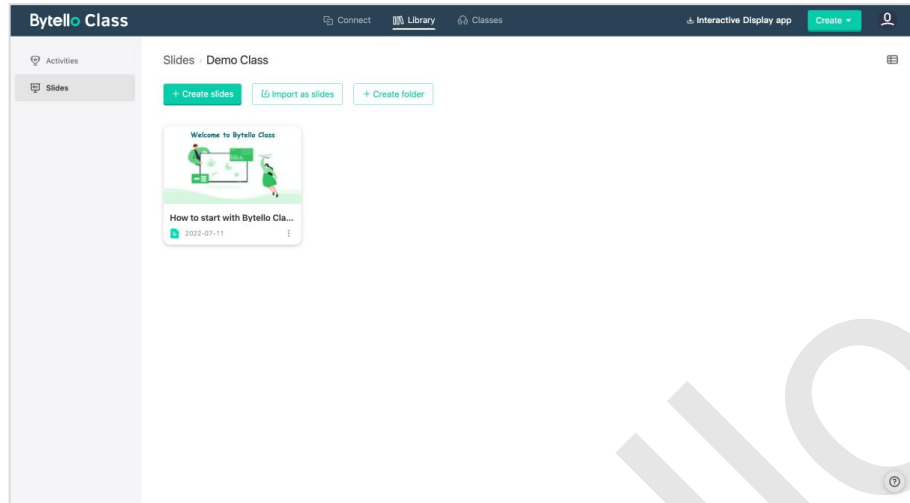 Bytello Class
Connect
Library
Classes
Interactive Display app
Create
Activities
Slides
Slides › Demo Class
+ Create slides
Import as slides
+ Create folder
Welcome to Bytello Class
How to start with Bytello Cla...
2022-07-11